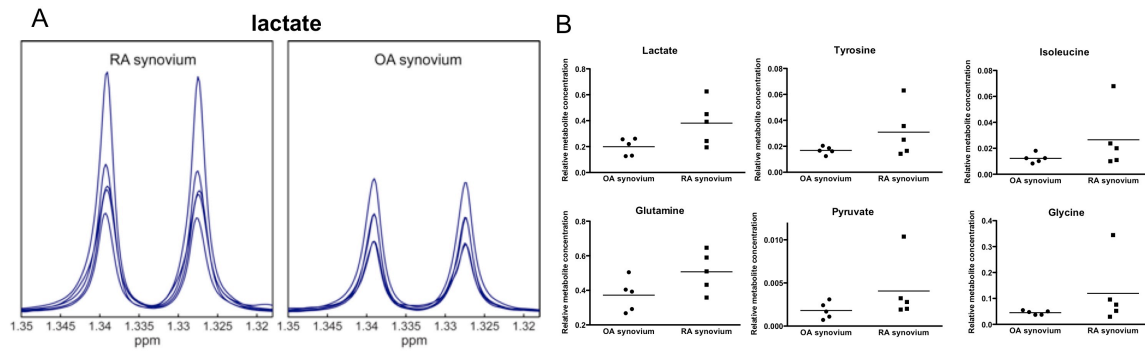 A
lactate
RA synovium
OA synovium
1.35 1.345 1.34 1.335 1.33 1.325 1.32
ppm
1.35 1.345 1.34 1.335 1.33 1.325 1.32
ppm
B
Lactate
Relative metabolite concentration
0.8
0.6
0.4
0.2
0.0
OA synovium RA synovium
Tyrosine
Relative metabolite concentration
0.08
0.06
0.04
0.02
0.00
OA synovium RA synovium
Isoleucine
Relative metabolite concentration
0.08
0.06
0.04
0.02
0.00
OA synovium RA synovium
Glutamine
Relative metabolite concentration
0.8
0.6
0.4
0.2
OA synovium RA synovium
Pyruvate
Relative metabolite concentration
0.010
0.005
0.000
OA synovium RA synovium
Glycine
Relative metabolite concentration
0.4
0.3
0.2
0.1
0.0
OA synovium RA synovium